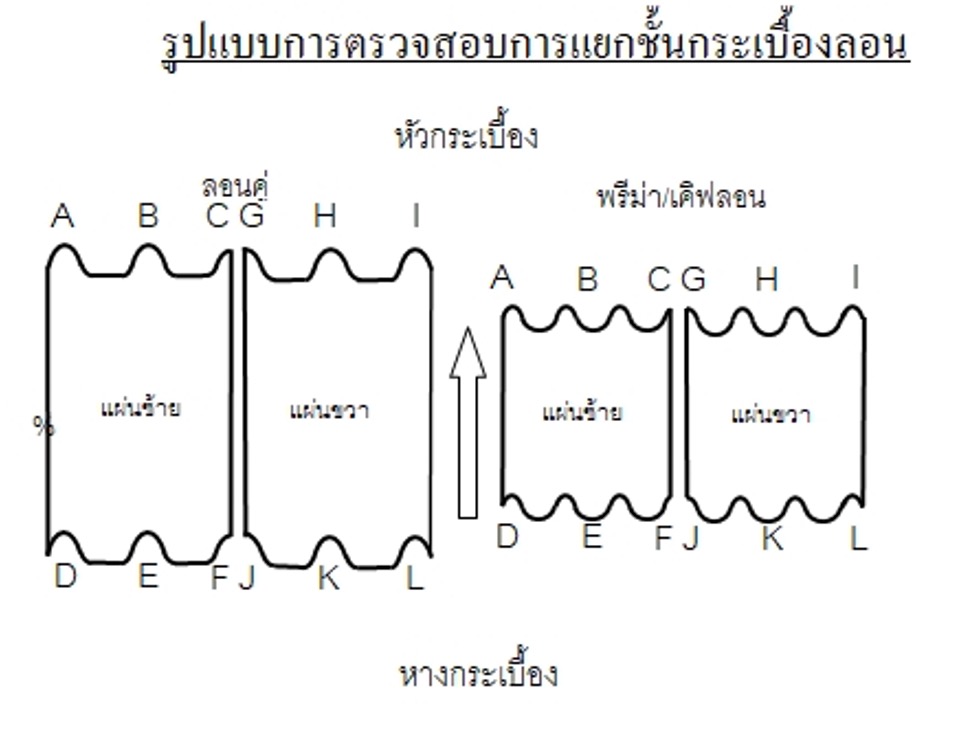 รูปแบบการตรวจสอบการแยกชั้นกระเบื้องลอน
หัวกระเบื้อง
ลอนคู่
พรีม่า/เคิฟลอน
A B C G H I
A B C G H I
แผ่นซ้าย แผ่นขวา
แผ่นซ้าย แผ่นขวา
%
D E F J K L
D E F J K L
หางกระเบื้อง